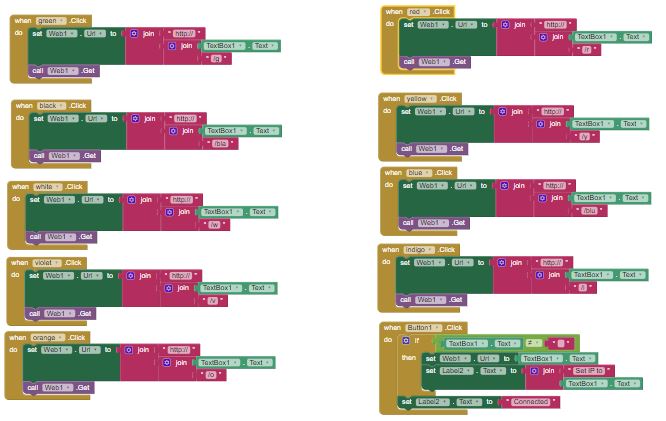 when green .Click
do set Web1 . Url to join " http:// "
join TextBox1 . Text
" /g "
call Web1 .Get
when black .Click
do set Web1 . Url to join " http:// "
join TextBox1 . Text
" /bla "
call Web1 .Get
when white .Click
do set Web1 . Url to join " http:// "
join TextBox1 . Text
" /w "
call Web1 .Get
when violet .Click
do set Web1 . Url to join " http:// "
join TextBox1 . Text
" /v "
call Web1 .Get
when orange .Click
do set Web1 . Url to join " http:// "
join TextBox1 . Text
" /o "
call Web1 .Get
when red .Click
do set Web1 . Url to join " http:// "
join TextBox1 . Text
" /r "
call Web1 .Get
when yellow .Click
do set Web1 . Url to join " http:// "
join TextBox1 . Text
" /y "
call Web1 .Get
when blue .Click
do set Web1 . Url to join " http:// "
join TextBox1 . Text
" /blu "
call Web1 .Get
when indigo .Click
do set Web1 . Url to join " http:// "
join TextBox1 . Text
" /i "
call Web1 .Get
when Button1 .Click
do if TextBox1 . Text ≠ " "
then set Web1 . Url to TextBox1 . Text
set Label2 . Text to join " Set IP to "
TextBox1 . Text
set Label2 . Text to " Connected "